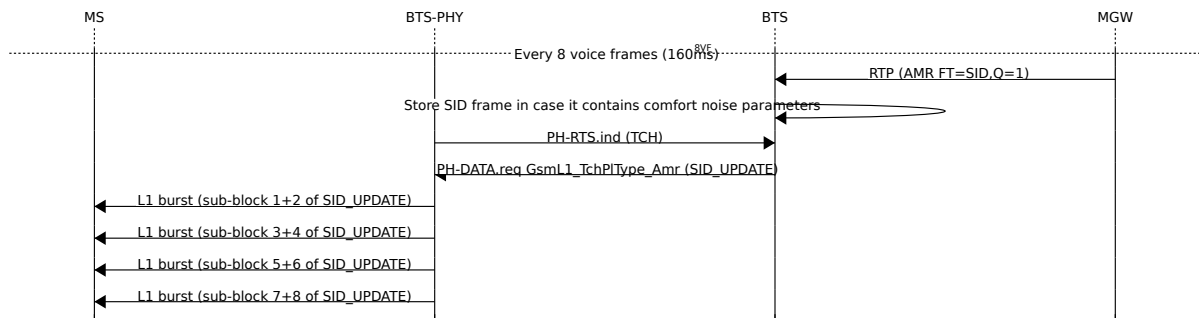 MS BTS-PHY BTS MGW
8VF
Every 8 voice frames (160ms)
RTP (AMR FT=SID,Q=1)
Store SID frame in case it contains comfort noise parameters
PH-RTS.ind (TCH)
PH-DATA.req GsmL1_TchPlType_Amr (SID_UPDATE)
L1 burst (sub-block 1+2 of SID_UPDATE)
L1 burst (sub-block 3+4 of SID_UPDATE)
L1 burst (sub-block 5+6 of SID_UPDATE)
L1 burst (sub-block 7+8 of SID_UPDATE)